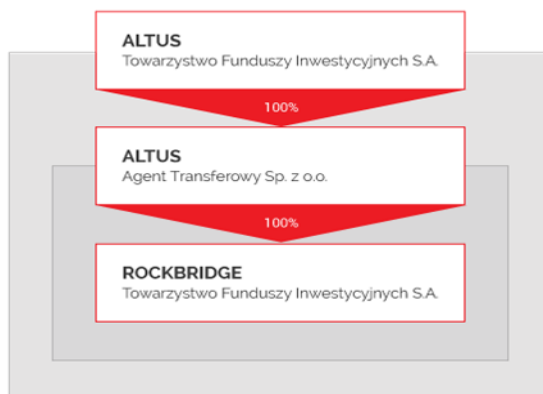 ALTUS
Towarzystwo Funduszy Inwestycyjnych S.A.
100%
ALTUS
Agent Transferowy Sp. z o.o.
100%
ROCKBRIDGE
Towarzystwo Funduszy Inwestycyjnych S.A.